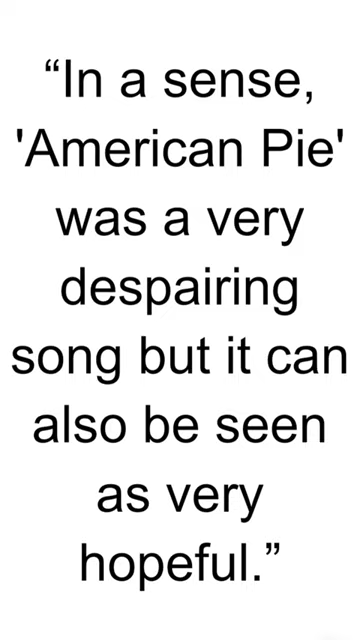 “In a sense,
'American Pie'
was a very
despairing
song but it can
also be seen
as very
hopeful.”